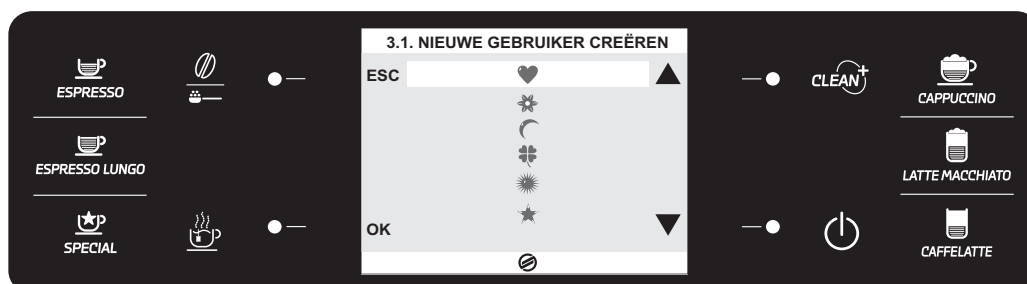 3.1. NIEUWE GEBRUIKER CREËREN
ESC
OK
ESPRESSO
ESPRESSO LUNGO
SPECIAL
CLEAN+
CAPPUCCINO
LATTE MACCHIATO
CAFFELATTE